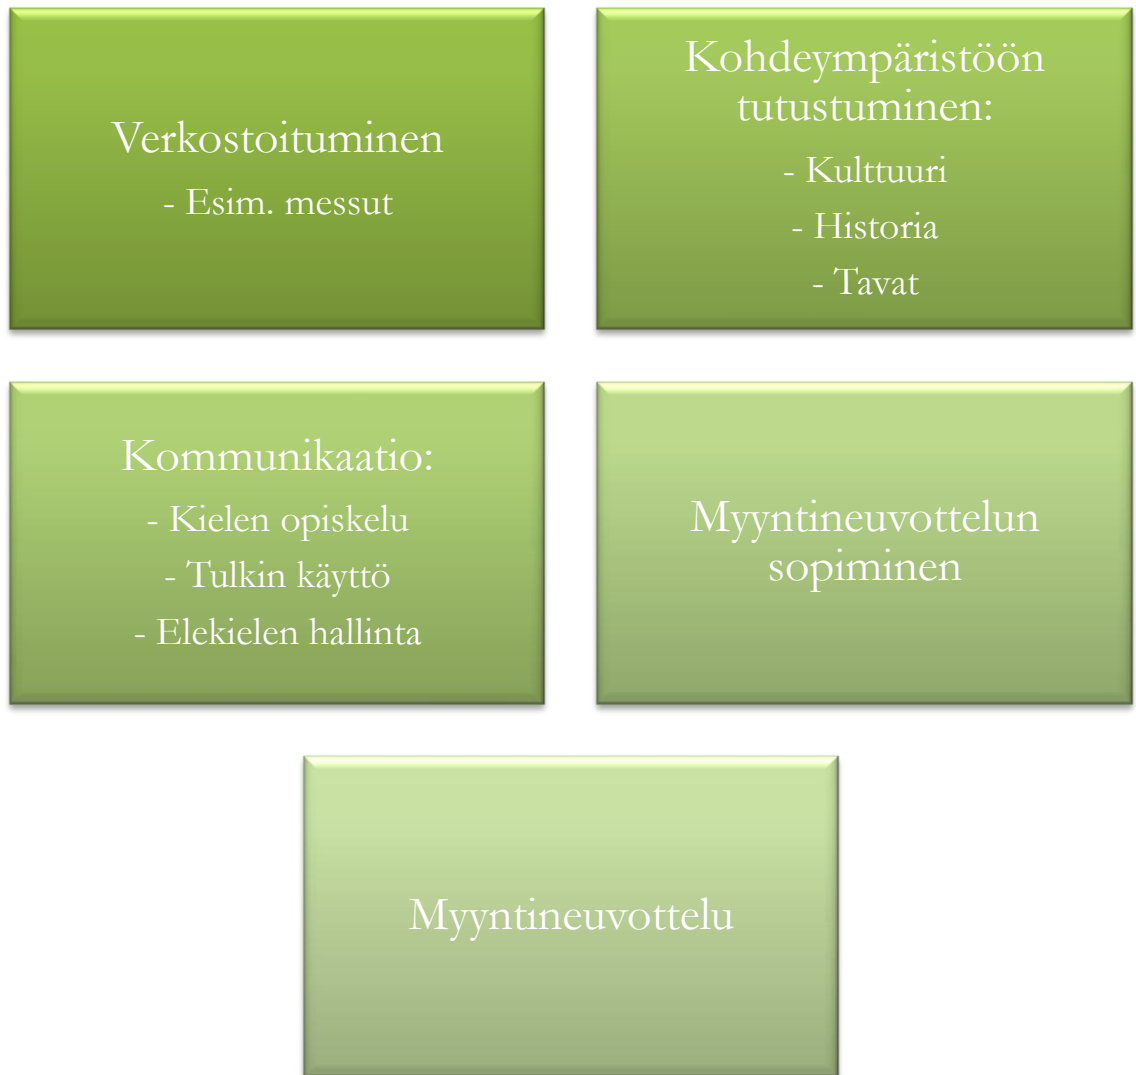 Verkostoituminen
- Esim. messut
Kohdeympäristöön
tutustuminen:
- Kulttuuri
- Historia
- Tavat
Kommunikaatio:
- Kielen opiskelu
- Tulkin käyttö
- Elekielen hallinta
Myyntineuvottelun
sopiminen
Myyntineuvottelu